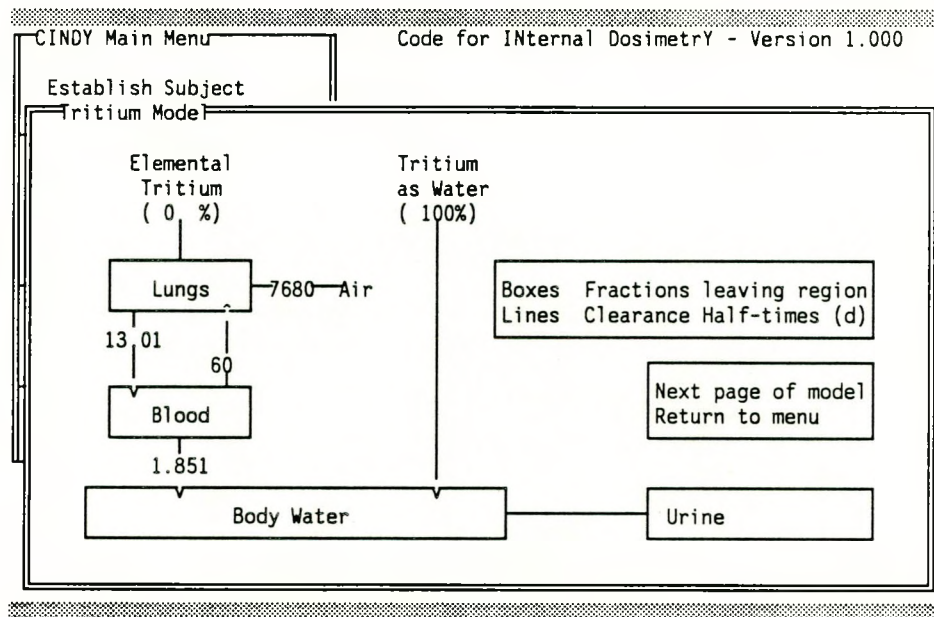 CINDY Main Menu
Code for INternal DosimetrY - Version 1.000
Establish Subject
Tritium Model
Elemental
Tritium
( 0 %)
Tritium
as Water
( 100%)
Lungs
7680 Air
Boxes Fractions leaving region
Lines Clearance Half-times (d)
13.01
60
Next page of model
Return to menu
Blood
1.851
Body Water
Urine